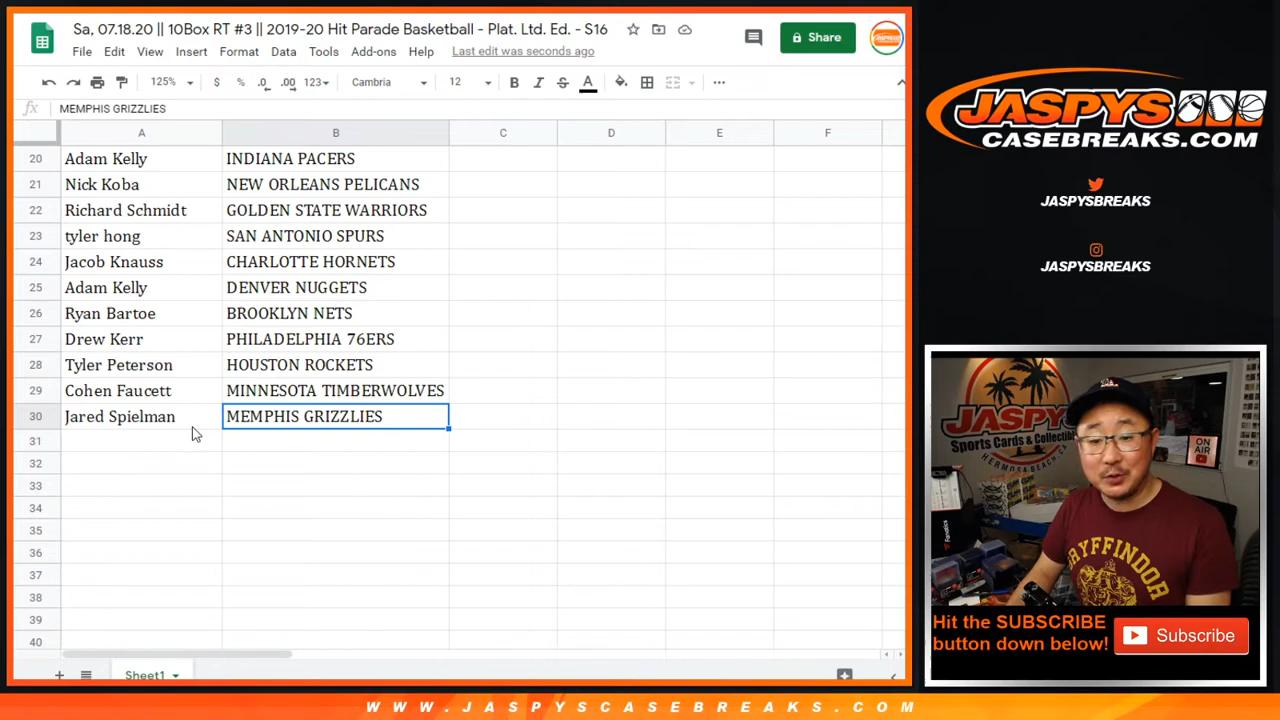 Sa, 07.18.20 || 10Box RT #3 || 2019-20 Hit Parade Basketball - Plat. Ltd. Ed. - S16
Share
File Edit View Insert Format Data Tools Add-ons Help Last edit was seconds ago
125% $ % .0 .00 123 Cambria 12 B I S A
fx MEMPHIS GRIZZLIES
A B C D E F
20 Adam Kelly INDIANA PACERS
21 Nick Koba NEW ORLEANS PELICANS
22 Richard Schmidt GOLDEN STATE WARRIORS
23 tyler hong SAN ANTONIO SPURS
24 Jacob Knauss CHARLOTTE HORNETS
25 Adam Kelly DENVER NUGGETS
26 Ryan Bartoe BROOKLYN NETS
27 Drew Kerr PHILADELPHIA 76ERS
28 Tyler Peterson HOUSTON ROCKETS
29 Cohen Faucett MINNESOTA TIMBERWOLVES
30 Jared Spielman MEMPHIS GRIZZLIES
31
32
33
34
35
36
37
38
39
40
Sheet1
JASPYS
CASEBREAKS.COM
JASPYSBREAKS
JASPYSBREAKS
JASPYS
Sports Cards & Collectibl
HERMOSA BEACH, CA
ON AIR
Fanatics
GRYFFINDOR
Hit the SUBSCRIBE
button down below!
Subscribe
WWW.JASPYSCASEBREAKS.COM